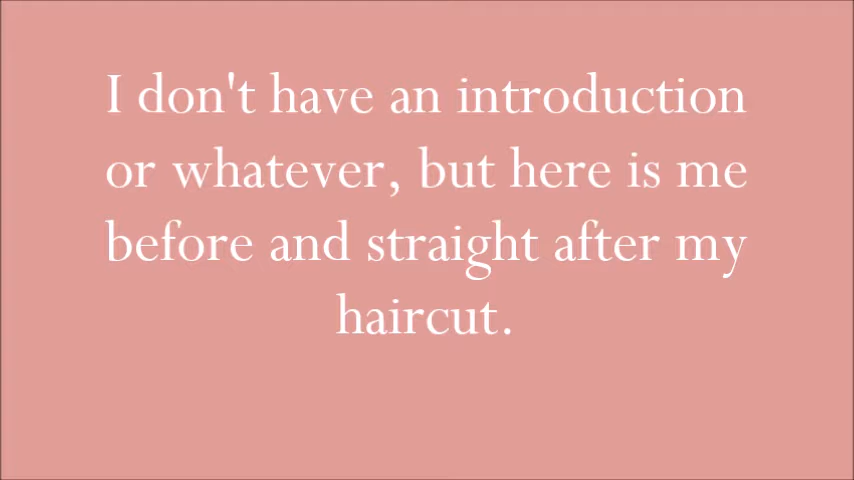 I don't have an introduction
or whatever, but here is me
before and straight after my
haircut.